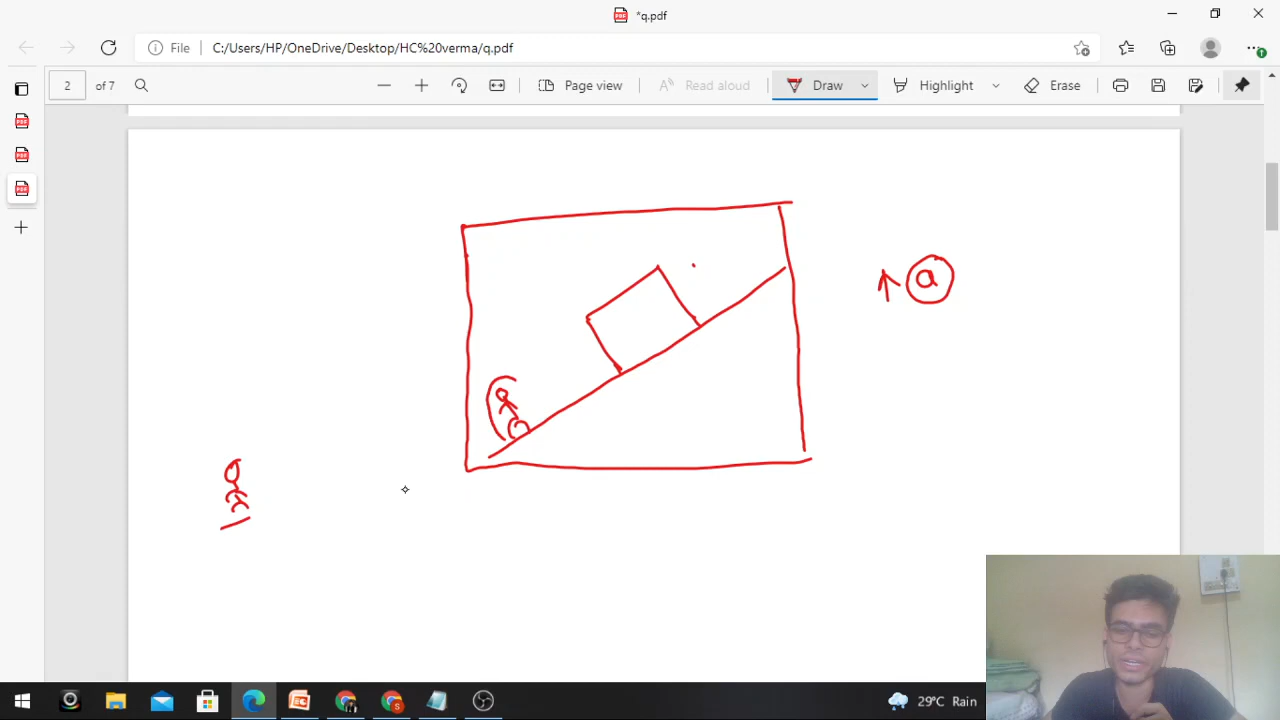 *q.pdf
File C:/Users/HP/OneDrive/Desktop/HC%20verma/q.pdf
2 of 7 Page view Read aloud Draw Highlight Erase
a
29°C Rain